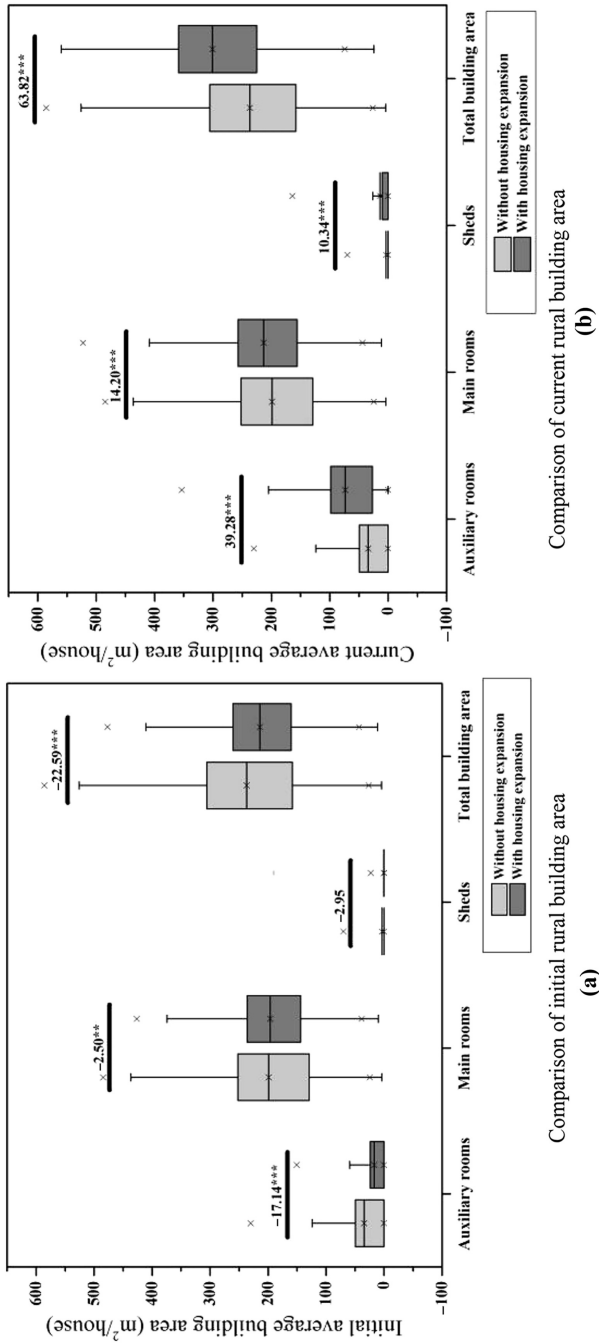 Initial average building area (m²/house)
600
500
400
300
200
100
0
−100
−17.14***
−2.50**
−2.95
−22.59***
Auxiliary rooms
Main rooms
Sheds
Total building area
Without housing expansion
With housing expansion
Comparison of initial rural building area
(a)
Current average building area (m²/house)
600
500
400
300
200
100
0
−100
39.28***
14.20***
10.34***
63.82***
Auxiliary rooms
Main rooms
Sheds
Total building area
Without housing expansion
With housing expansion
Comparison of current rural building area
(b)